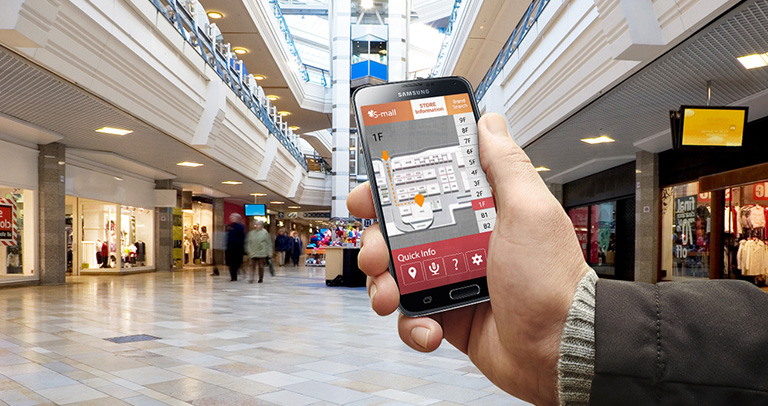 SAMSUNG
S-mall
STORE
Information
Brand
Search
1F
9F
8F
7F
6F
5F
4F
3F
2F
1F
B1
B2
Quick Info
?
final